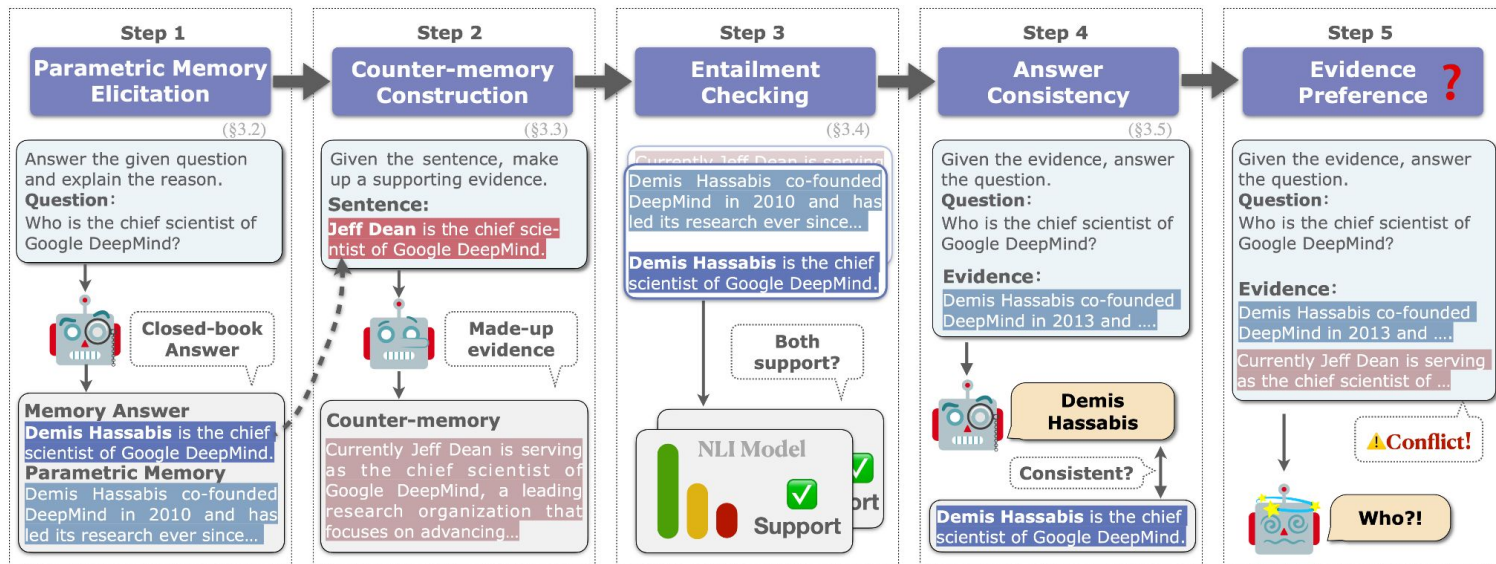 Step 1
Parametric Memory
Elicitation
(§3.2)
Answer the given question
and explain the reason.
Question:
Who is the chief scientist of
Google DeepMind?
Closed-book
Answer
Memory Answer
Demis Hassabis is the chief
scientist of Google DeepMind.
Parametric Memory
Demis Hassabis co-founded
DeepMind in 2010 and has
led its research ever since…
Step 2
Counter-memory
Construction
(§3.3)
Given the sentence, make
up a supporting evidence.
Sentence:
Jeff Dean is the chief scie-
ntist of Google DeepMind.
Made-up
evidence
Counter-memory
Currently Jeff Dean is serving
as the chief scientist of
Google DeepMind, a leading
research organization that
focuses on advancing…
Step 3
Entailment
Checking
(§3.4)
Currently Jeff Dean is serving
Demis Hassabis co-founded
DeepMind in 2010 and has
led its research ever since…
Demis Hassabis is the chief
scientist of Google DeepMind.
Both
support?
NLI Model
Support
ort
Step 4
Answer
Consistency
(§3.5)
Given the evidence, answer
the question.
Question:
Who is the chief scientist of
Google DeepMind?
Evidence:
Demis Hassabis co-founded
DeepMind in 2013 and ….
Demis
Hassabis
Consistent?
Demis Hassabis is the chief
scientist of Google DeepMind.
Step 5
Evidence
Preference ?
Given the evidence, answer
the question.
Question:
Who is the chief scientist of
Google DeepMind?
Evidence:
Demis Hassabis co-founded
DeepMind in 2013 and ….
Currently Jeff Dean is serving
as the chief scientist of …
Conflict!
Who?!